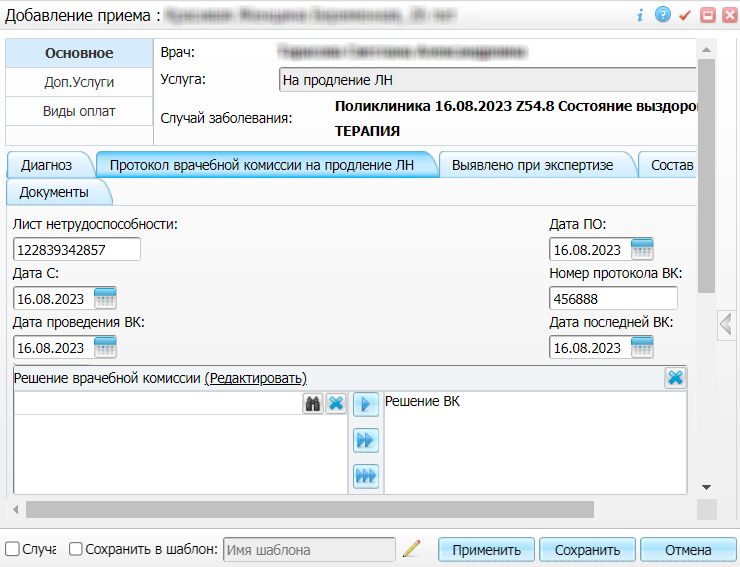 Добавление приема :
Основное
Доп.Услуги
Виды оплат
Врач:
Услуга:
На продление ЛН
Случай заболевания:
Поликлиника 16.08.2023 Z54.8 Состояние выздоро
ТЕРАПИЯ
Диагноз
Протокол врачебной комиссии на продление ЛН
Выявлено при экспертизе
Состав
Документы
Лист нетрудоспособности:
Дата ПО:
122839342857
16.08.2023
Дата С:
Номер протокола ВК:
16.08.2023
456888
Дата проведения ВК:
Дата последней ВК:
16.08.2023
16.08.2023
Решение врачебной комиссии (Редактировать)
Решение ВК
Случа
Сохранить в шаблон:
Имя шаблона
Применить
Сохранить
Отмена